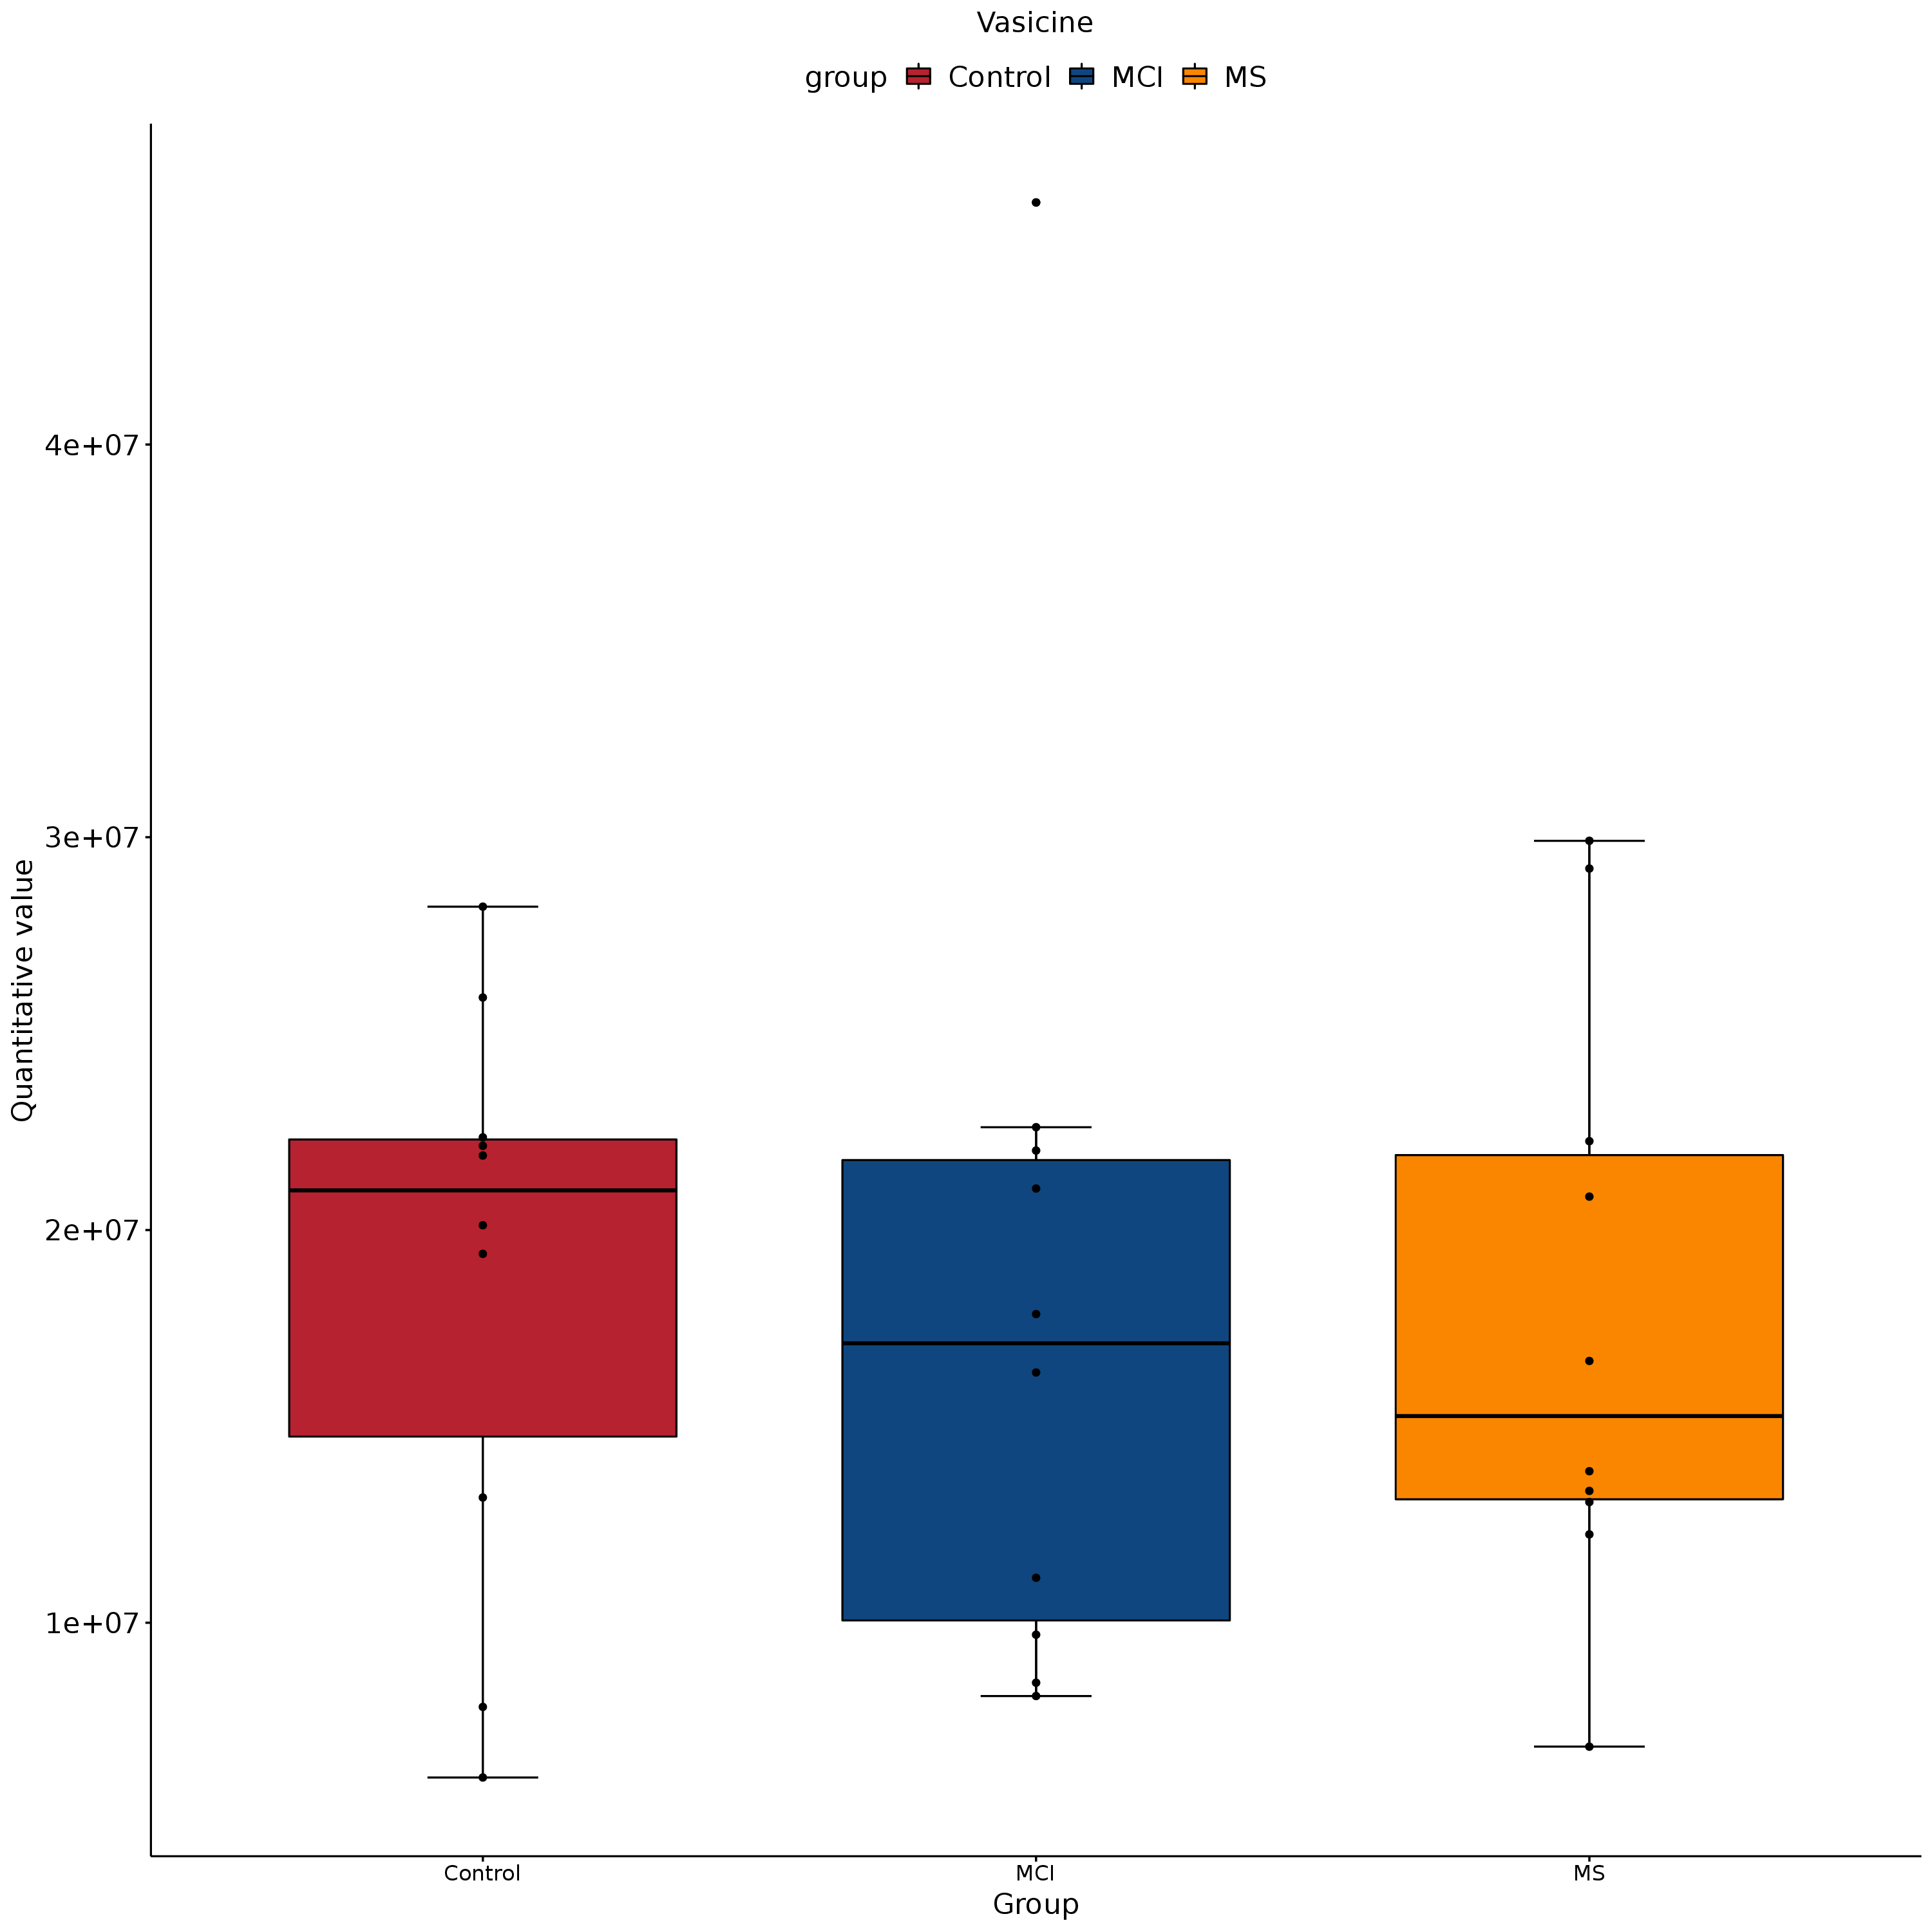 Vasicine
group Control MCI MS
Quantitative value
4e+07
3e+07
2e+07
1e+07
Control MCI MS
Group